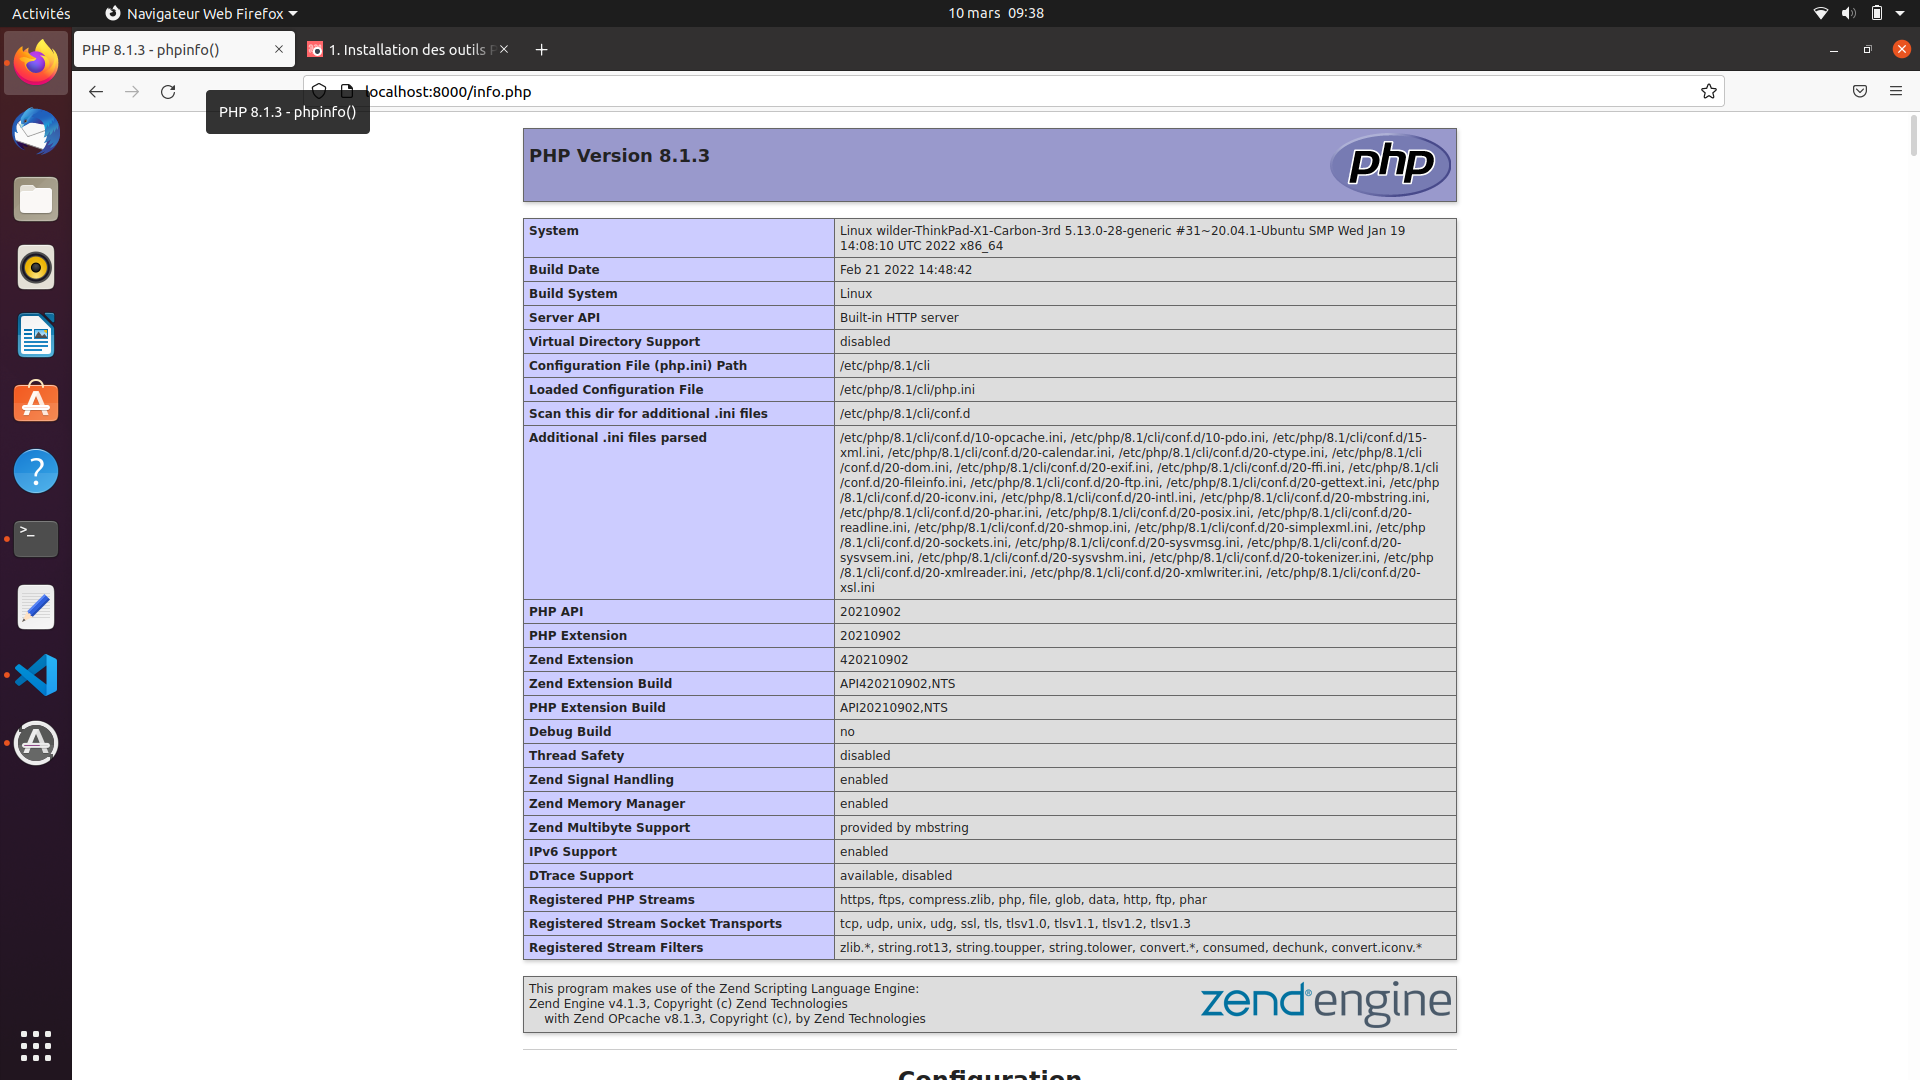 Activités
Navigateur Web Firefox
10 mars 09:38
PHP 8.1.3 - phpinfo()
1. Installation des outils
localhost:8000/info.php
PHP 8.1.3 - phpinfo()
PHP Version 8.1.3
php
System
Linux wilder-ThinkPad-X1-Carbon-3rd 5.13.0-28-generic #31~20.04.1-Ubuntu SMP Wed Jan 19
14:08:10 UTC 2022 x86_64
Build Date
Feb 21 2022 14:48:42
Build System
Linux
Server API
Built-in HTTP server
Virtual Directory Support
disabled
Configuration File (php.ini) Path
/etc/php/8.1/cli
Loaded Configuration File
/etc/php/8.1/cli/php.ini
Scan this dir for additional .ini files
/etc/php/8.1/cli/conf.d
Additional .ini files parsed
/etc/php/8.1/cli/conf.d/10-opcache.ini, /etc/php/8.1/cli/conf.d/10-pdo.ini, /etc/php/8.1/cli/conf.d/15-
xml.ini, /etc/php/8.1/cli/conf.d/20-calendar.ini, /etc/php/8.1/cli/conf.d/20-ctype.ini, /etc/php/8.1/cli
/conf.d/20-dom.ini, /etc/php/8.1/cli/conf.d/20-exif.ini, /etc/php/8.1/cli/conf.d/20-ffi.ini, /etc/php/8.1/cli
/conf.d/20-fileinfo.ini, /etc/php/8.1/cli/conf.d/20-ftp.ini, /etc/php/8.1/cli/conf.d/20-gettext.ini, /etc/php
/8.1/cli/conf.d/20-iconv.ini, /etc/php/8.1/cli/conf.d/20-intl.ini, /etc/php/8.1/cli/conf.d/20-mbstring.ini,
/etc/php/8.1/cli/conf.d/20-phar.ini, /etc/php/8.1/cli/conf.d/20-posix.ini, /etc/php/8.1/cli/conf.d/20-
readline.ini, /etc/php/8.1/cli/conf.d/20-shmop.ini, /etc/php/8.1/cli/conf.d/20-simplexml.ini, /etc/php
/8.1/cli/conf.d/20-sockets.ini, /etc/php/8.1/cli/conf.d/20-sysvmsg.ini, /etc/php/8.1/cli/conf.d/20-
sysvsem.ini, /etc/php/8.1/cli/conf.d/20-sysvshm.ini, /etc/php/8.1/cli/conf.d/20-tokenizer.ini, /etc/php
/8.1/cli/conf.d/20-xmlreader.ini, /etc/php/8.1/cli/conf.d/20-xmlwriter.ini, /etc/php/8.1/cli/conf.d/20-
xsl.ini
PHP API
20210902
PHP Extension
20210902
Zend Extension
420210902
Zend Extension Build
API420210902,NTS
PHP Extension Build
API20210902,NTS
Debug Build
no
Thread Safety
disabled
Zend Signal Handling
enabled
Zend Memory Manager
enabled
Zend Multibyte Support
provided by mbstring
IPv6 Support
enabled
DTrace Support
available, disabled
Registered PHP Streams
https, ftps, compress.zlib, php, file, glob, data, http, ftp, phar
Registered Stream Socket Transports
tcp, udp, unix, udg, ssl, tls, tlsv1.0, tlsv1.1, tlsv1.2, tlsv1.3
Registered Stream Filters
zlib.*, string.rot13, string.toupper, string.tolower, convert.*, consumed, dechunk, convert.iconv.*
This program makes use of the Zend Scripting Language Engine:
Zend Engine v4.1.3, Copyright (c) Zend Technologies
with Zend OPcache v8.1.3, Copyright (c), by Zend Technologies
zend® engine
Configuration